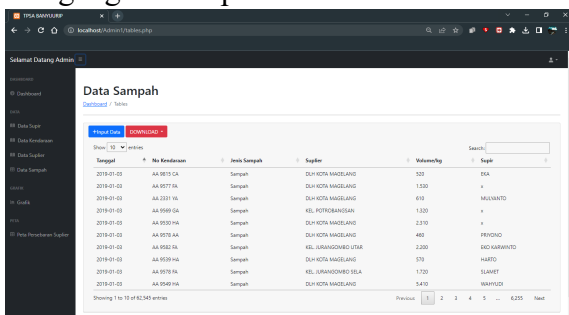 TPSA BANYUURIP
localhost/Admin1/tables.php
Selamat Datang Admin
DASHBOARD
Dashboard
DATA
Data Supir
Data Kendaraan
Data Suplier
Data Sampah
GRAFIK
Grafik
PETA
Peta Persebaran Suplier
Data Sampah
Dashboard / Tables
+Input Data DOWNLOAD
Show 10 entries Search:
Tanggal No Kendaraan Jenis Sampah Suplier Volume/kg Supir
2019-01-03 AA 9815 CA Sampah DLH KOTA MAGELANG 520 EKA
2019-01-03 AA 9577 FA Sampah DLH KOTA MAGELANG 1.530 x
2019-01-03 AA 2331 YA Sampah DLH KOTA MAGELANG 610 MULYANTO
2019-01-03 AA 9569 GA Sampah KEL. POTROBANGSAN 1.320 x
2019-01-03 AA 9530 HA Sampah DLH KOTA MAGELANG 2.310 x
2019-01-03 AA 9578 AA Sampah DLH KOTA MAGELANG 460 PRIYONO
2019-01-03 AA 9582 FA Sampah KEL. JURANGOMBO UTAR 2.200 EKO KARWINTO
2019-01-03 AA 9539 HA Sampah DLH KOTA MAGELANG 570 HARTO
2019-01-03 AA 9578 FA Sampah KEL. JURANGOMBO SELA 1.720 SLAMET
2019-01-03 AA 9549 HA Sampah DLH KOTA MAGELANG 5.410 WAHYUDI
Showing 1 to 10 of 62,545 entries Previous 1 2 3 4 5 ... 6,255 Next